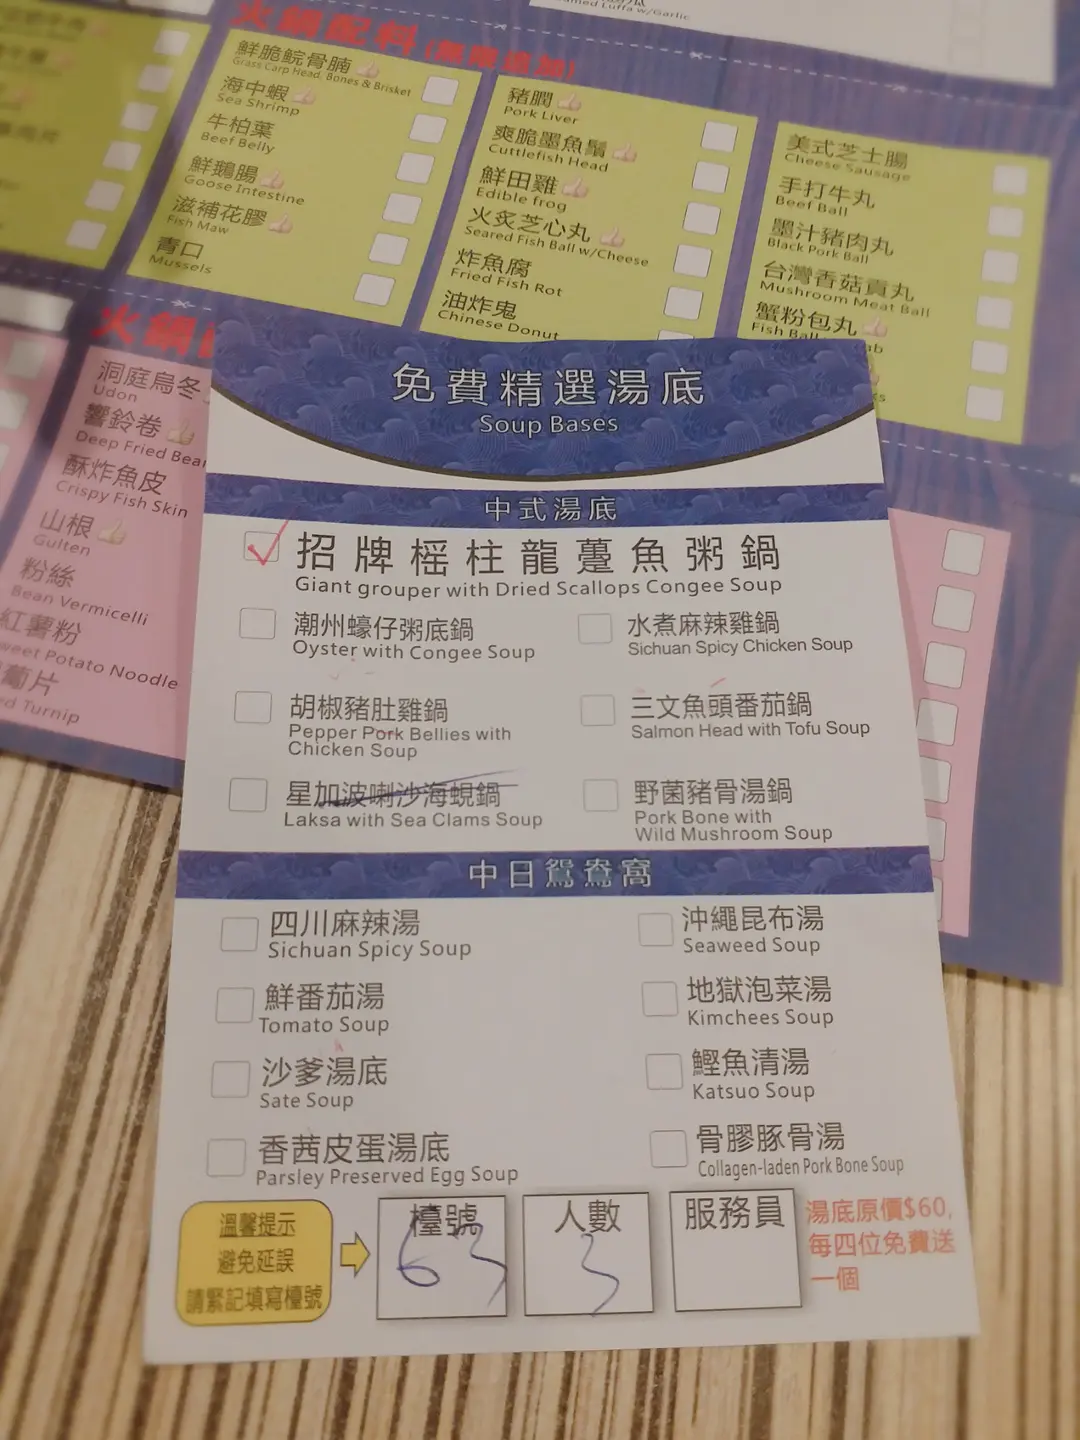 Steamed Luffa w/Garlic
火鍋配料
鮮脆鯇骨腩
Grass Carp Head, Bones & Brisket
海中蝦
Sea Shrimp
牛柏葉
Beef Belly
鮮鵝腸
Goose Intestine
滋補花膠
Fish Maw
青口
Mussels
豬膶
Pork Liver
爽脆墨魚鬚
Cuttlefish Head
鮮田雞
Edible frog
火炙芝心丸
Seared Fish Ball w/Cheese
炸魚腐
Fried Fish Rot
油炸鬼
Chinese Donut
美式芝士腸
Cheese Sausage
手打牛丸
Beef Ball
墨汁豬肉丸
Black Pork Ball
台灣香菇貢丸
Mushroom Meat Ball
蟹粉包丸
Fish Ball
火鍋
洞庭烏冬
Udon
響鈴卷
Deep Fried Bean
酥炸魚皮
Crispy Fish Skin
山根
Gulten
粉絲
Bean Vermicelli
紅薯粉
Sweet Potato Noodle
葡片
Turnip
免費精選湯底
Soup Bases
中式湯底
招牌榣柱龍躉魚粥鍋
Giant grouper with Dried Scallops Congee Soup
潮州蠔仔粥底鍋
Oyster with Congee Soup
水煮麻辣雞鍋
Sichuan Spicy Chicken Soup
胡椒豬肚雞鍋
Pepper Pork Bellies with
Chicken Soup
三文魚頭番茄鍋
Salmon Head with Tofu Soup
星加波喇沙海蜆鍋
Laksa with Sea Clams Soup
野菌豬骨湯鍋
Pork Bone with
Wild Mushroom Soup
中日鴛鴦窩
四川麻辣湯
Sichuan Spicy Soup
沖繩昆布湯
Seaweed Soup
鮮番茄湯
Tomato Soup
地獄泡菜湯
Kimchees Soup
沙爹湯底
Sate Soup
鰹魚清湯
Katsuo Soup
香茜皮蛋湯底
Parsley Preserved Egg Soup
骨膠豚骨湯
Collagen-laden Pork Bone Soup
溫馨提示
避免延誤
請緊記填寫檯號
檯號
63
人數
3
服務員
湯底原價$60,
每四位免費送
一個